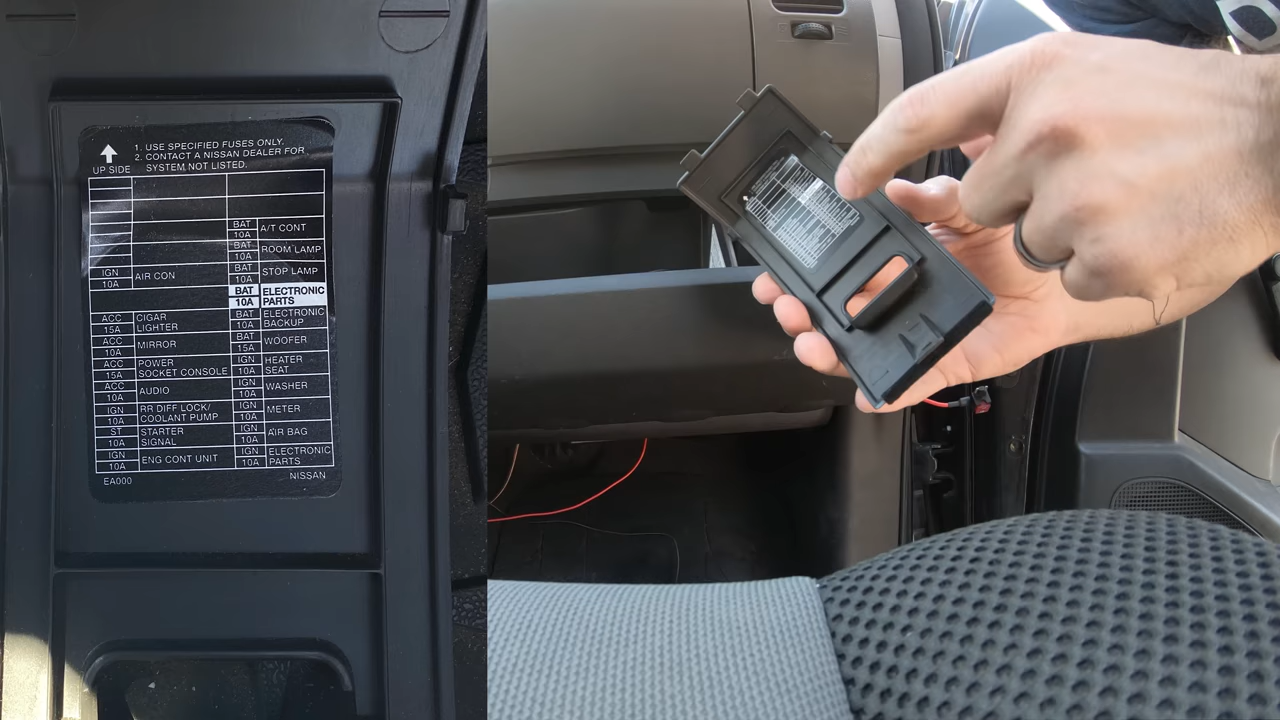 1. USE SPECIFIED FUSES ONLY.
2. CONTACT A NISSAN DEALER FOR
SYSTEM NOT LISTED.
UP SIDE
BAT
10A
A/T CONT
BAT
10A
ROOM LAMP
IGN
10A
AIR CON
BAT
10A
STOP LAMP
BAT
10A
ELECTRONIC
PARTS
ACC
15A
CIGAR
LIGHTER
BAT
10A
ELECTRONIC
BACKUP
ACC
10A
MIRROR
BAT
15A
WOOFER
ACC
15A
POWER
SOCKET CONSOLE
IGN
10A
HEATER
SEAT
ACC
10A
AUDIO
IGN
10A
WASHER
IGN
10A
RR DIFF LOCK/
COOLANT PUMP
IGN
10A
METER
ST
10A
STARTER
SIGNAL
IGN
10A
AIR BAG
IGN
10A
ENG CONT UNIT
IGN
10A
ELECTRONIC
PARTS
EA000
NISSAN